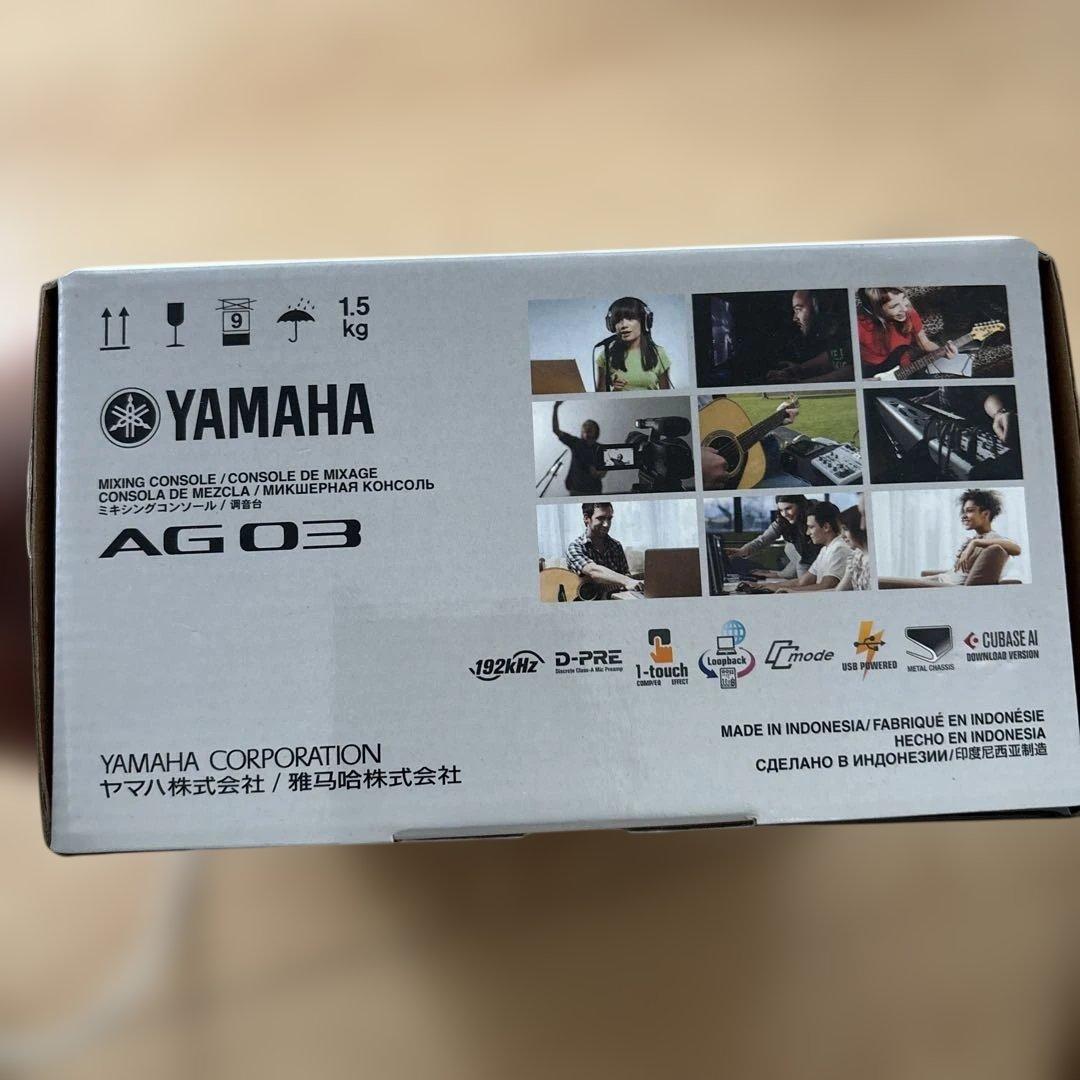 9
1.5
kg
YAMAHA
MIXING CONSOLE / CONSOLE DE MIXAGE
CONSOLA DE MEZCLA / МИКШЕРНАЯ КОНСОЛЬ
ミキシングコンソール / 调音台
AG03
192kHz
D-PRE
Discrete Class-A Mic Preamp
1-touch
COMP/EQ EFFECT
Loopback
mode
USB POWERED
METAL CHASSIS
CUBASE AI
DOWNLOAD VERSION
MADE IN INDONESIA / FABRIQUÉ EN INDONÉSIE
HECHO EN INDONESIA
СДЕЛАНО В ИНДОНЕЗИИ / 印度尼西亚制造
YAMAHA CORPORATION
ヤマハ株式会社 / 雅马哈株式会社